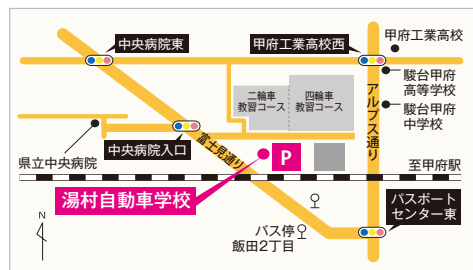 中央病院東
甲府工業高校西
甲府工業高校
駿台甲府
高等学校
駿台甲府
中学校
二輪車
教習コース
四輪車
教習コース
アルプス通り
県立中央病院
中央病院入口
富士見通り
P
至甲府駅
湯村自動車学校
パスポート
センター東
バス停
飯田2丁目
N